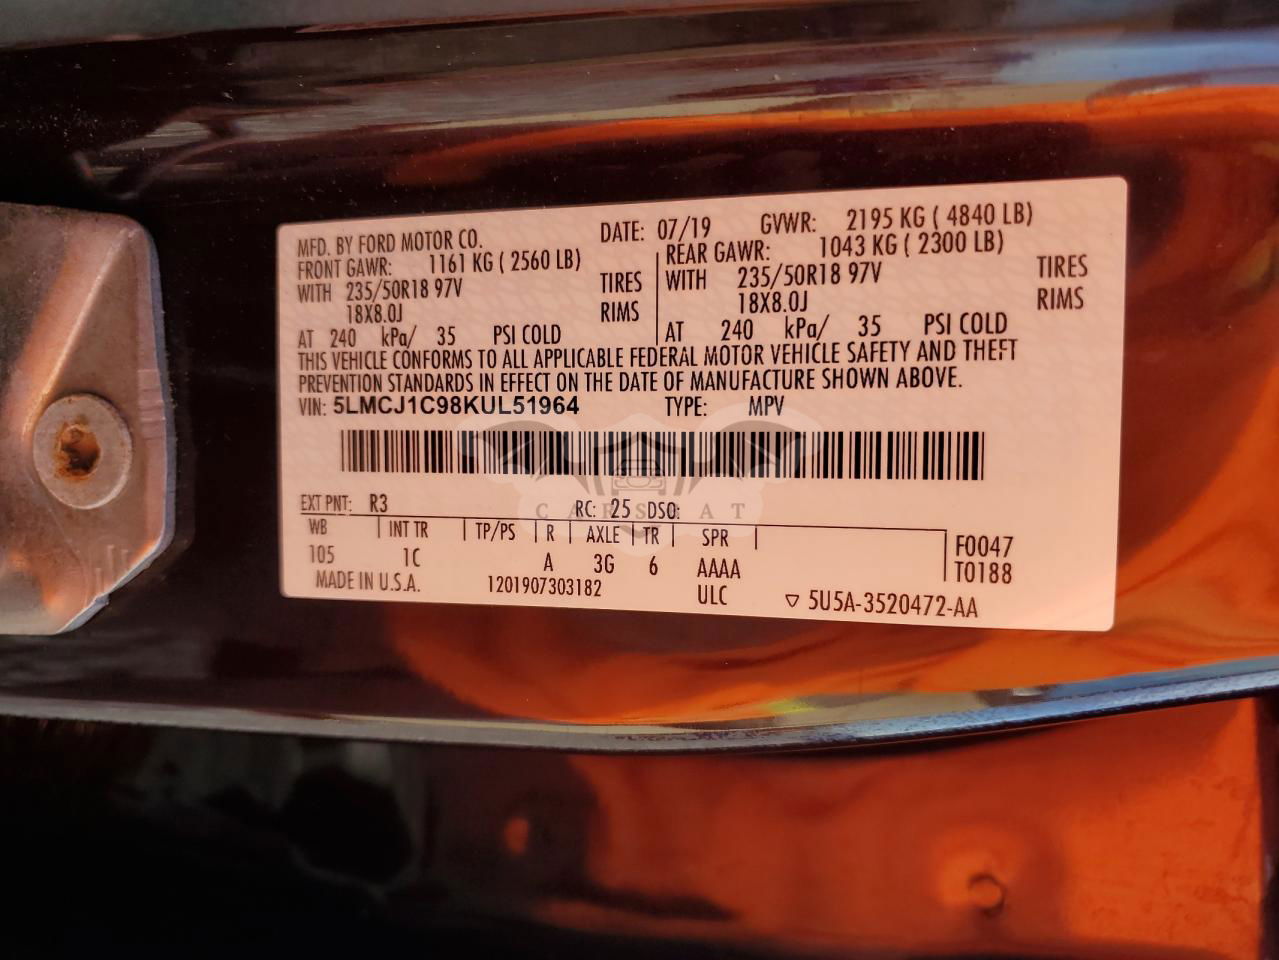 MFD. BY FORD MOTOR CO. DATE: 07/19 GVWR: 2195 KG ( 4840 LB)
FRONT GAWR: 1161 KG ( 2560 LB) REAR GAWR: 1043 KG ( 2300 LB)
WITH 235/50R18 97V TIRES WITH 235/50R18 97V TIRES
18X8.0J RIMS 18X8.0J RIMS
AT 240 kPa/ 35 PSI COLD AT 240 kPa/ 35 PSI COLD
THIS VEHICLE CONFORMS TO ALL APPLICABLE FEDERAL MOTOR VEHICLE SAFETY AND THEFT
PREVENTION STANDARDS IN EFFECT ON THE DATE OF MANUFACTURE SHOWN ABOVE.
VIN: 5LMCJ1C98KUL51964 TYPE: MPV
EXT PNT: R3 RC: 25 DSO:
WB INT TR TP/PS R AXLE TR SPR F0047
105 1C A 3G 6 AAAA T0188
MADE IN U.S.A. 1201907303182 ULC ▽ 5U5A-3520472-AA